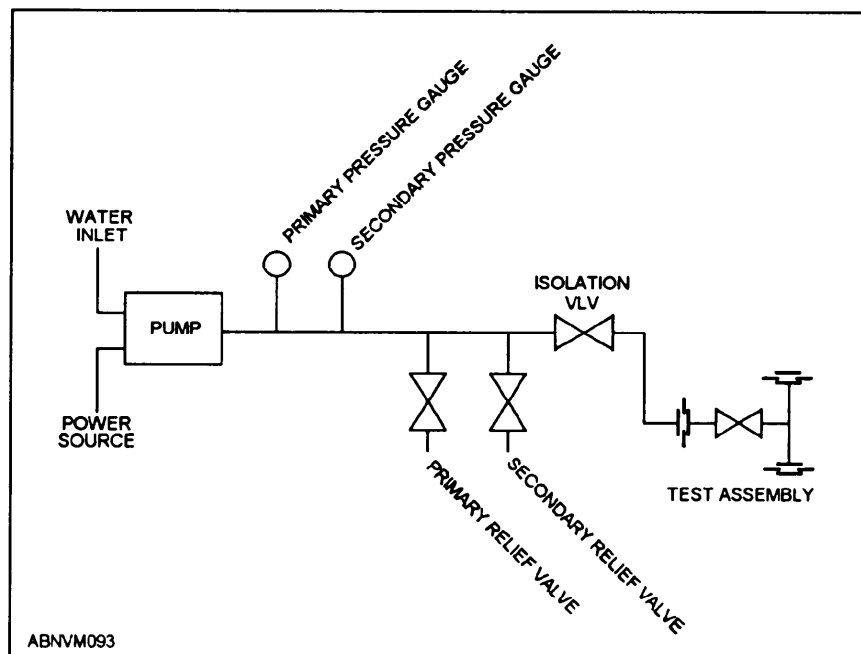 PRIMARY PRESSURE GAUGE
SECONDARY PRESSURE GAUGE
WATER
INLET
ISOLATION
VLV
PUMP
POWER
SOURCE
TEST ASSEMBLY
PRIMARY RELIEF VALVE
SECONDARY RELIEF VALVE
ABNVM093